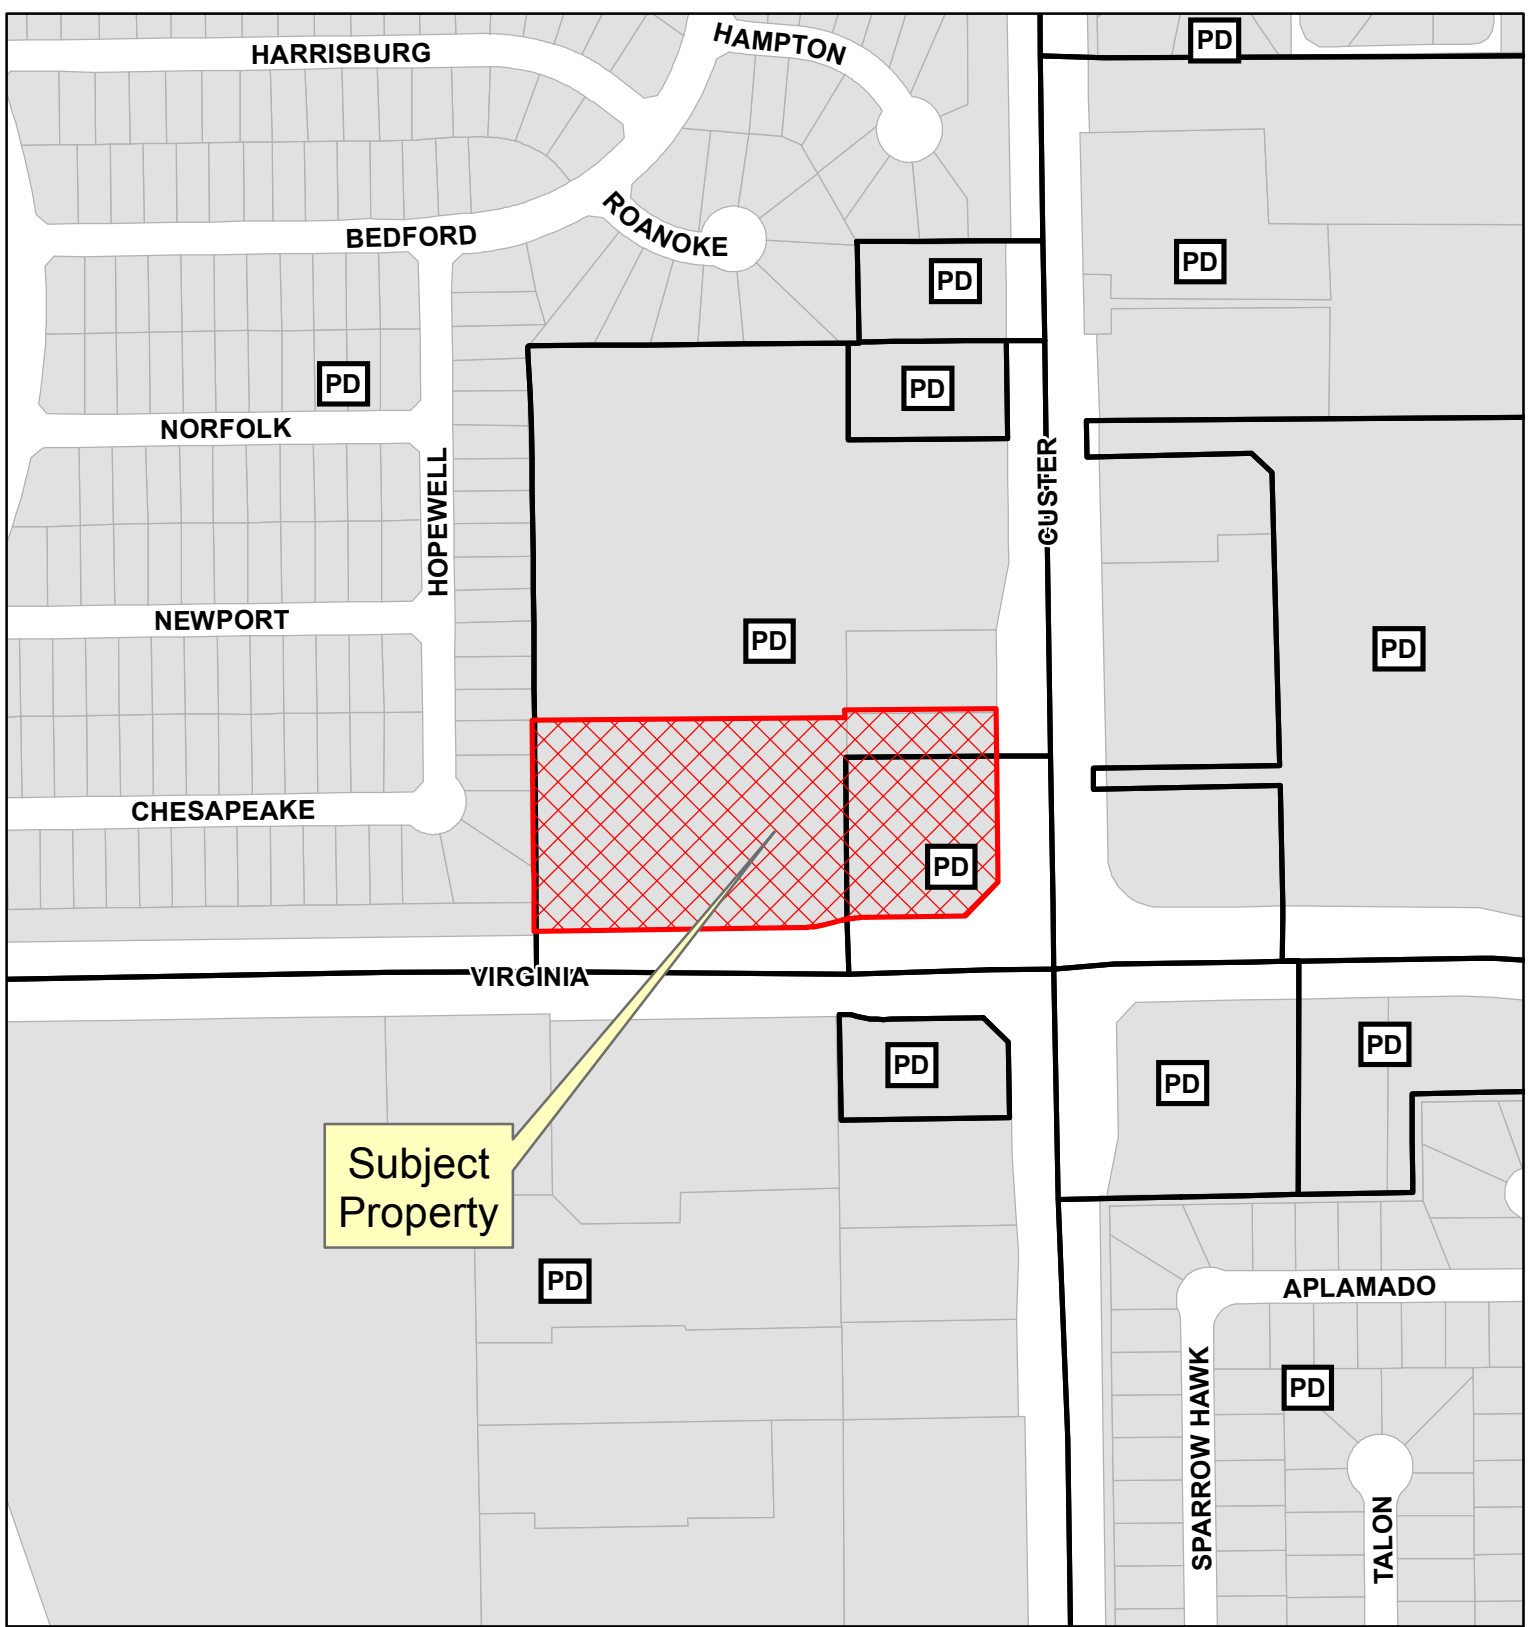 HARRISBURG
HAMPTON
PD
BEDFORD
ROANOKE
PD
PD
PD
PD
NORFOLK
HOPEWELL
CUSTER
NEWPORT
PD
PD
CHESAPEAKE
PD
VIRGINIA
PD
PD
PD
Subject
Property
PD
APLAMADO
PD
SPARROW HAWK
TALON